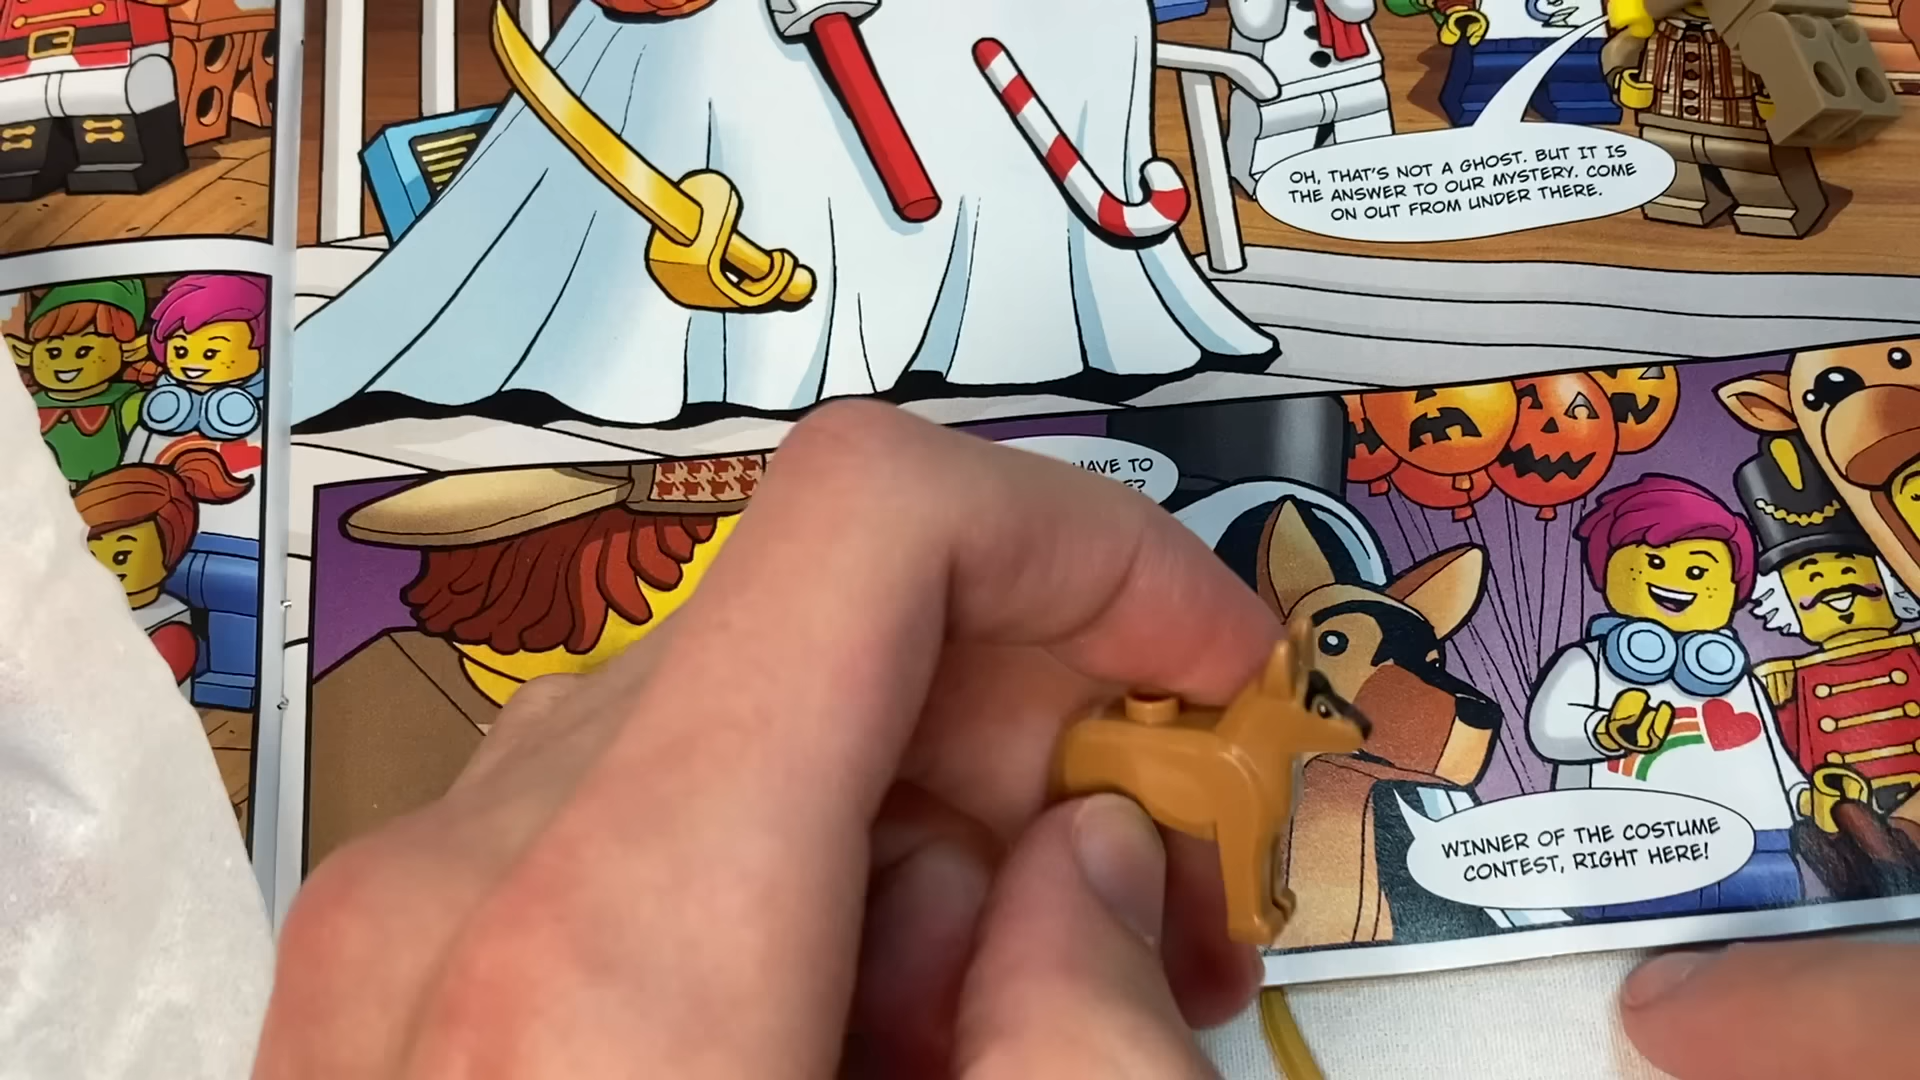 OH, THAT'S NOT A GHOST. BUT IT IS
THE ANSWER TO OUR MYSTERY. COME
ON OUT FROM UNDER THERE.
HAVE TO
WINNER OF THE COSTUME
CONTEST, RIGHT HERE!